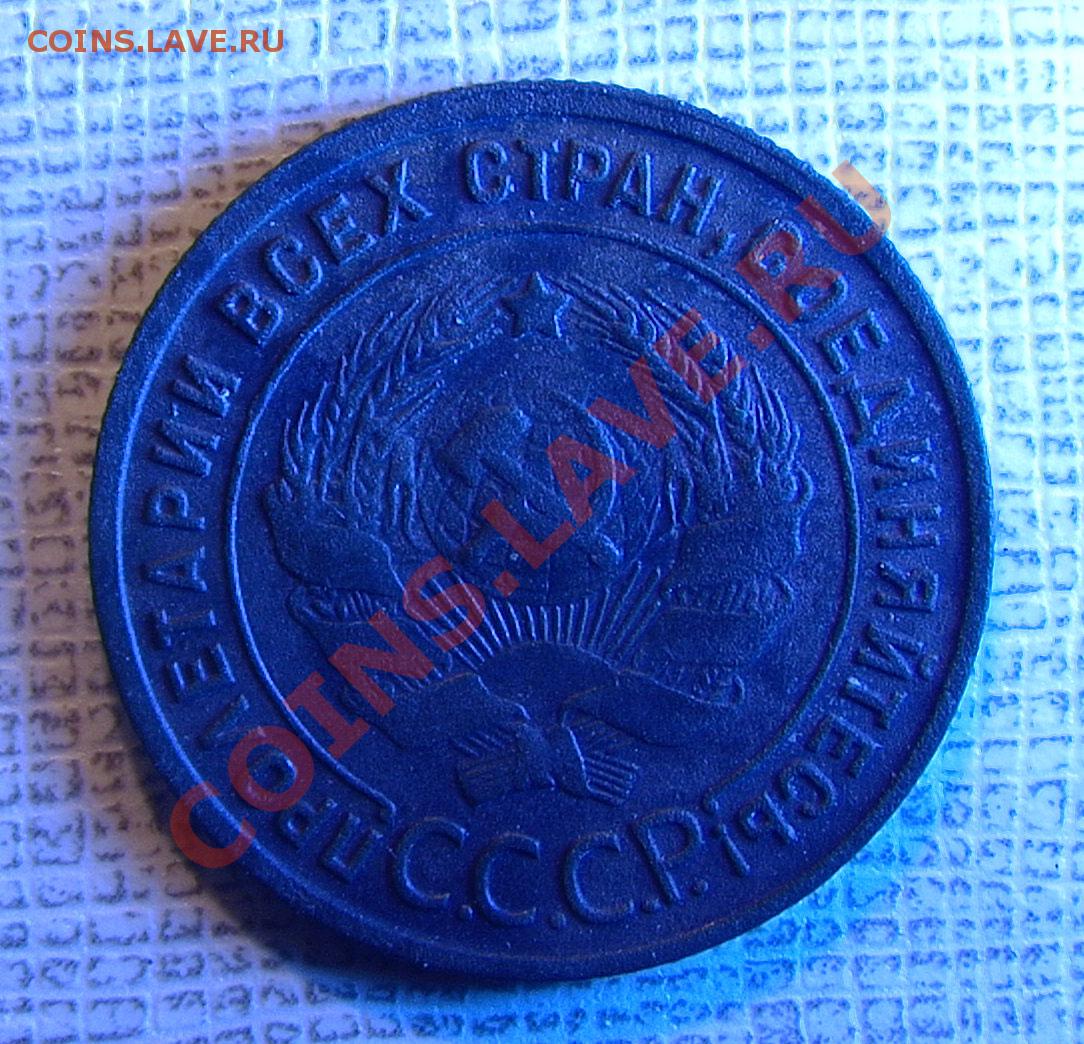 COINS.LAVE.RU
ПРОЛЕТАРИИ ВСЕХ СТРАН, СОЕДИНЯЙТЕСЬ!
С.С.С.Р.
COINS.LAVE.RU